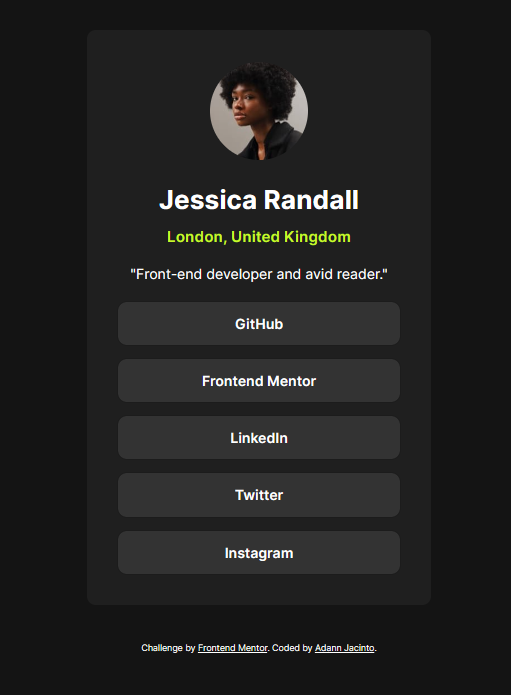 Jessica Randall
London, United Kingdom
"Front-end developer and avid reader."
GitHub
Frontend Mentor
LinkedIn
Twitter
Instagram
Challenge by Frontend Mentor. Coded by Adann Jacinto.